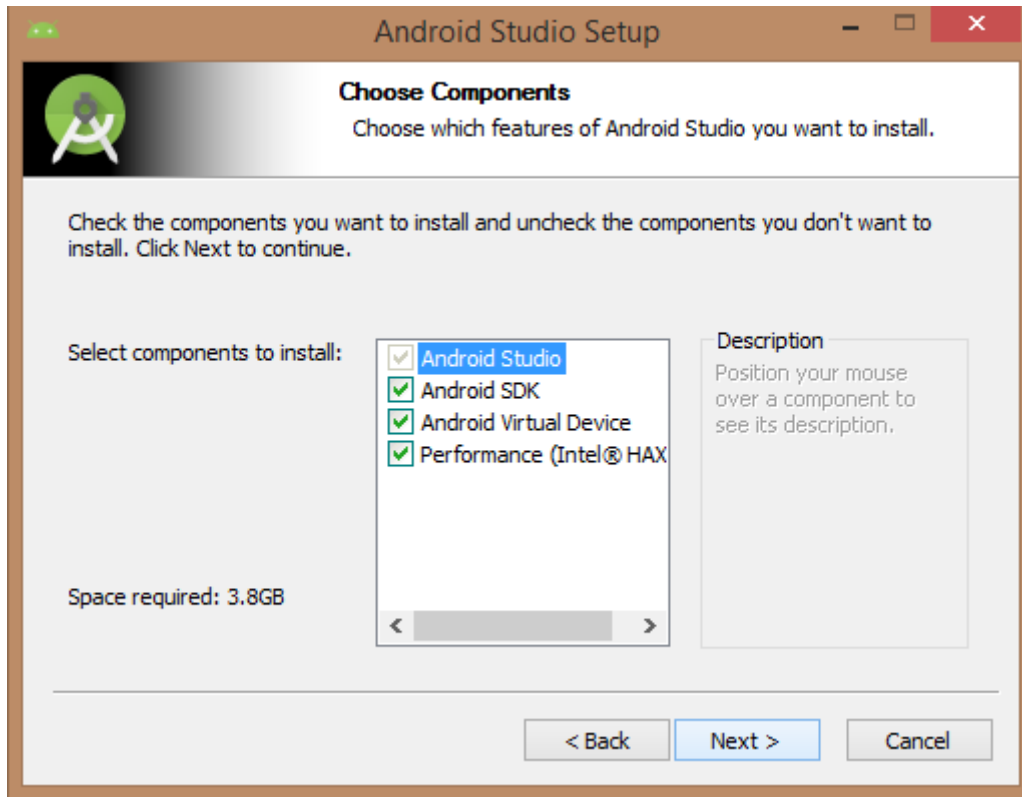 Android Studio Setup
Choose Components
Choose which features of Android Studio you want to install.
Check the components you want to install and uncheck the components you don't want to
install. Click Next to continue.
Select components to install:
Android Studio
Android SDK
Android Virtual Device
Performance (Intel® HAX
Description
Position your mouse
over a component to
see its description.
Space required: 3.8GB
< Back
Next >
Cancel